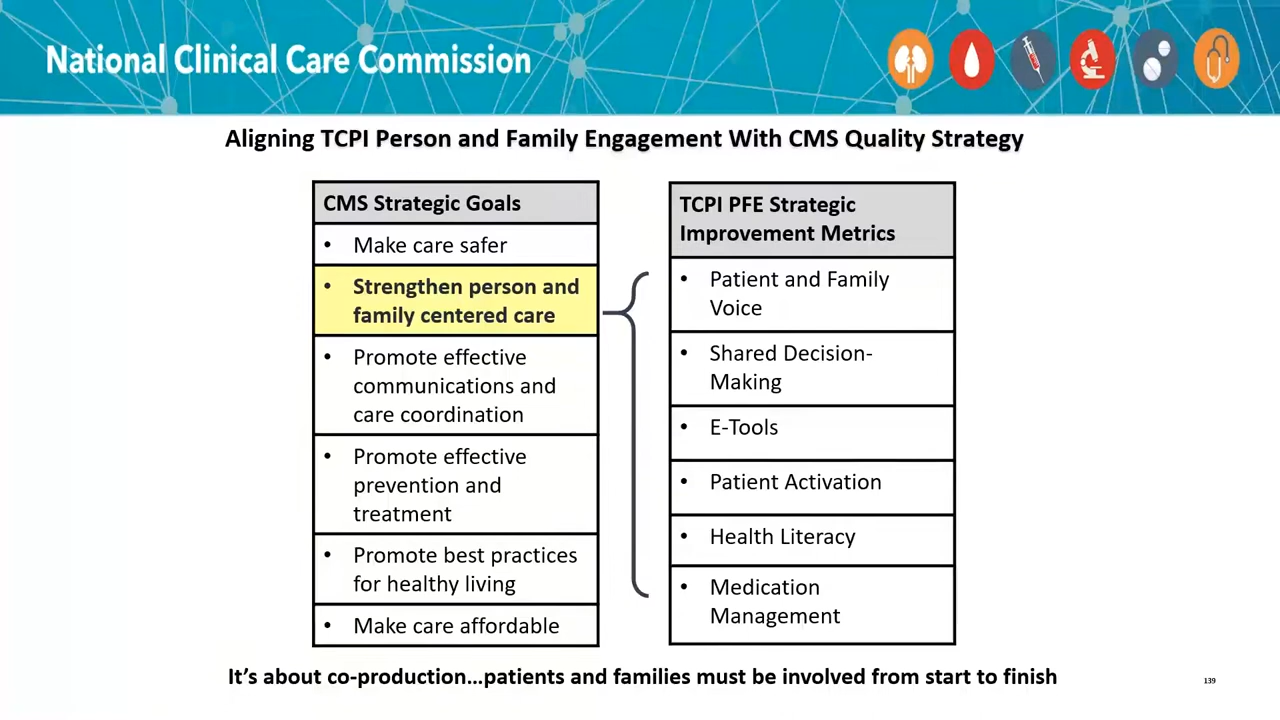 National Clinical Care Commission
Aligning TCPI Person and Family Engagement With CMS Quality Strategy
CMS Strategic Goals
• Make care safer
• Strengthen person and
family centered care
• Promote effective
communications and
care coordination
• Promote effective
prevention and
treatment
• Promote best practices
for healthy living
• Make care affordable
TCPI PFE Strategic
Improvement Metrics
• Patient and Family
Voice
• Shared Decision-
Making
• E-Tools
• Patient Activation
• Health Literacy
• Medication
Management
It’s about co-production…patients and families must be involved from start to finish
139